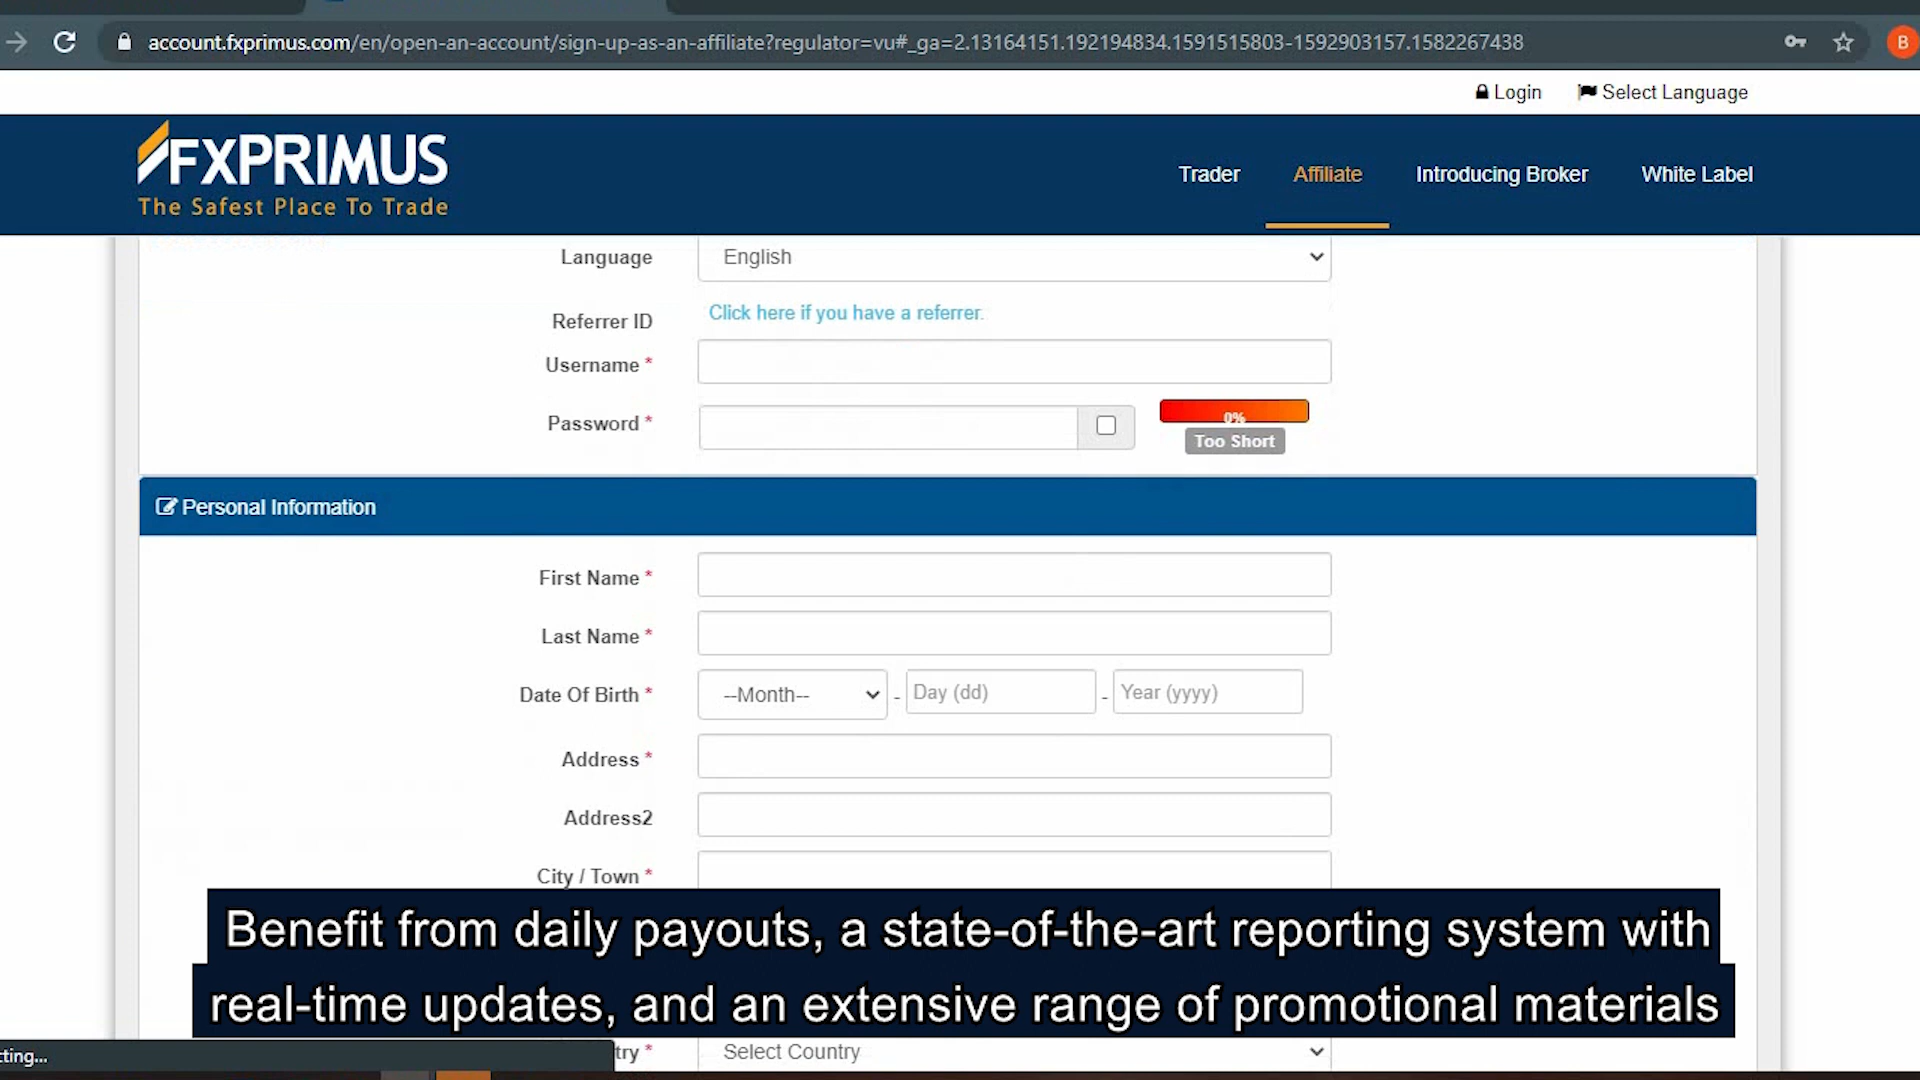 account.fxprimus.com/en/open-an-account/sign-up-as-an-affiliate?regulator=vu#_ga=2.13164151.192194834.1591515803-1592903157.1582267438
B
Login Select Language
FXPRIMUS
The Safest Place To Trade
Trader Affiliate Introducing Broker White Label
Language English
Referrer ID Click here if you have a referrer.
Username *
Password *
0%
Too Short
Personal Information
First Name *
Last Name *
Date Of Birth * --Month-- - Day (dd) - Year (yyyy)
Address *
Address2
City / Town *
Benefit from daily payouts, a state-of-the-art reporting system with
real-time updates, and an extensive range of promotional materials
cting...
try * Select Country